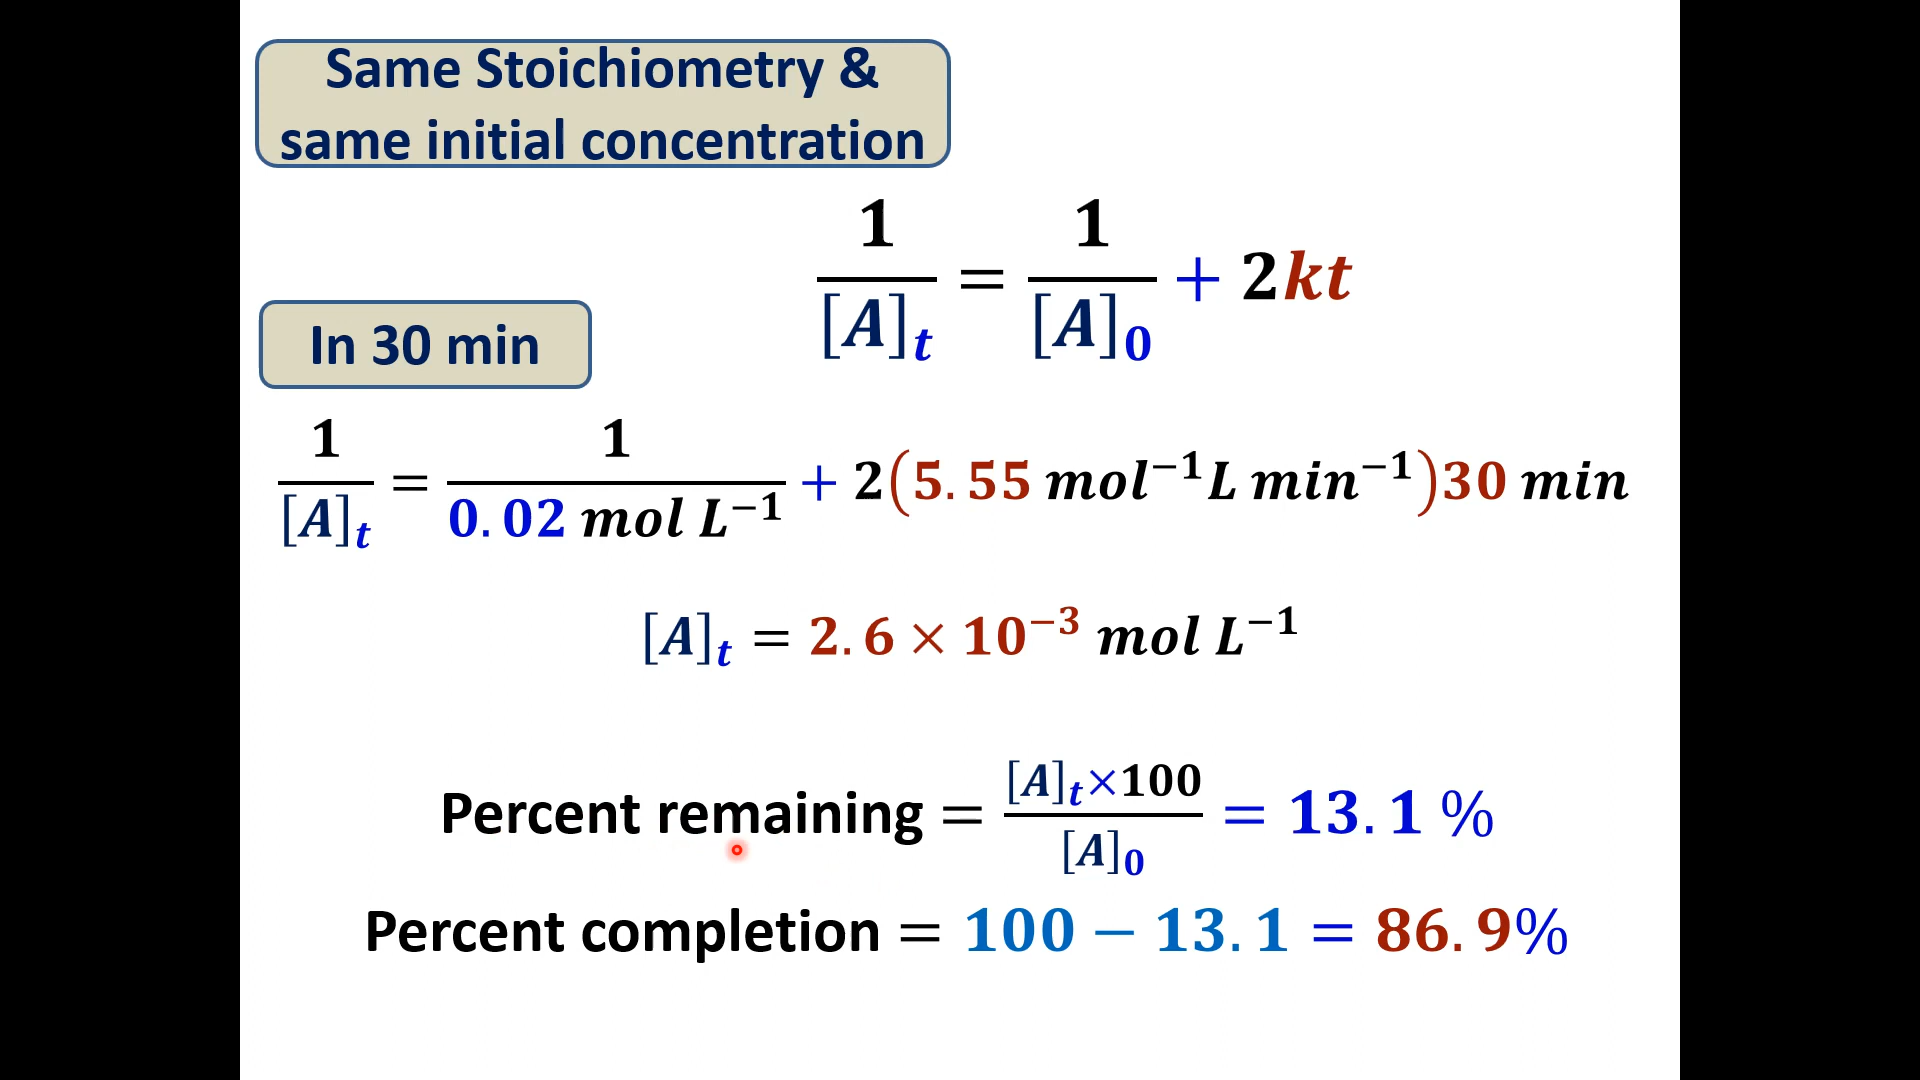 Same Stoichiometry &
same initial concentration
1/[A]ₜ = 1/[A]₀ + 2kt
In 30 min
1/[A]ₜ = 1/(0.02 mol L⁻¹) + 2(5.55 mol⁻¹L min⁻¹)30 min
[A]ₜ = 2.6 × 10⁻³ mol L⁻¹
Percent remaining = [A]ₜ×100/[A]₀ = 13.1 %
Percent completion = 100 − 13.1 = 86.9%